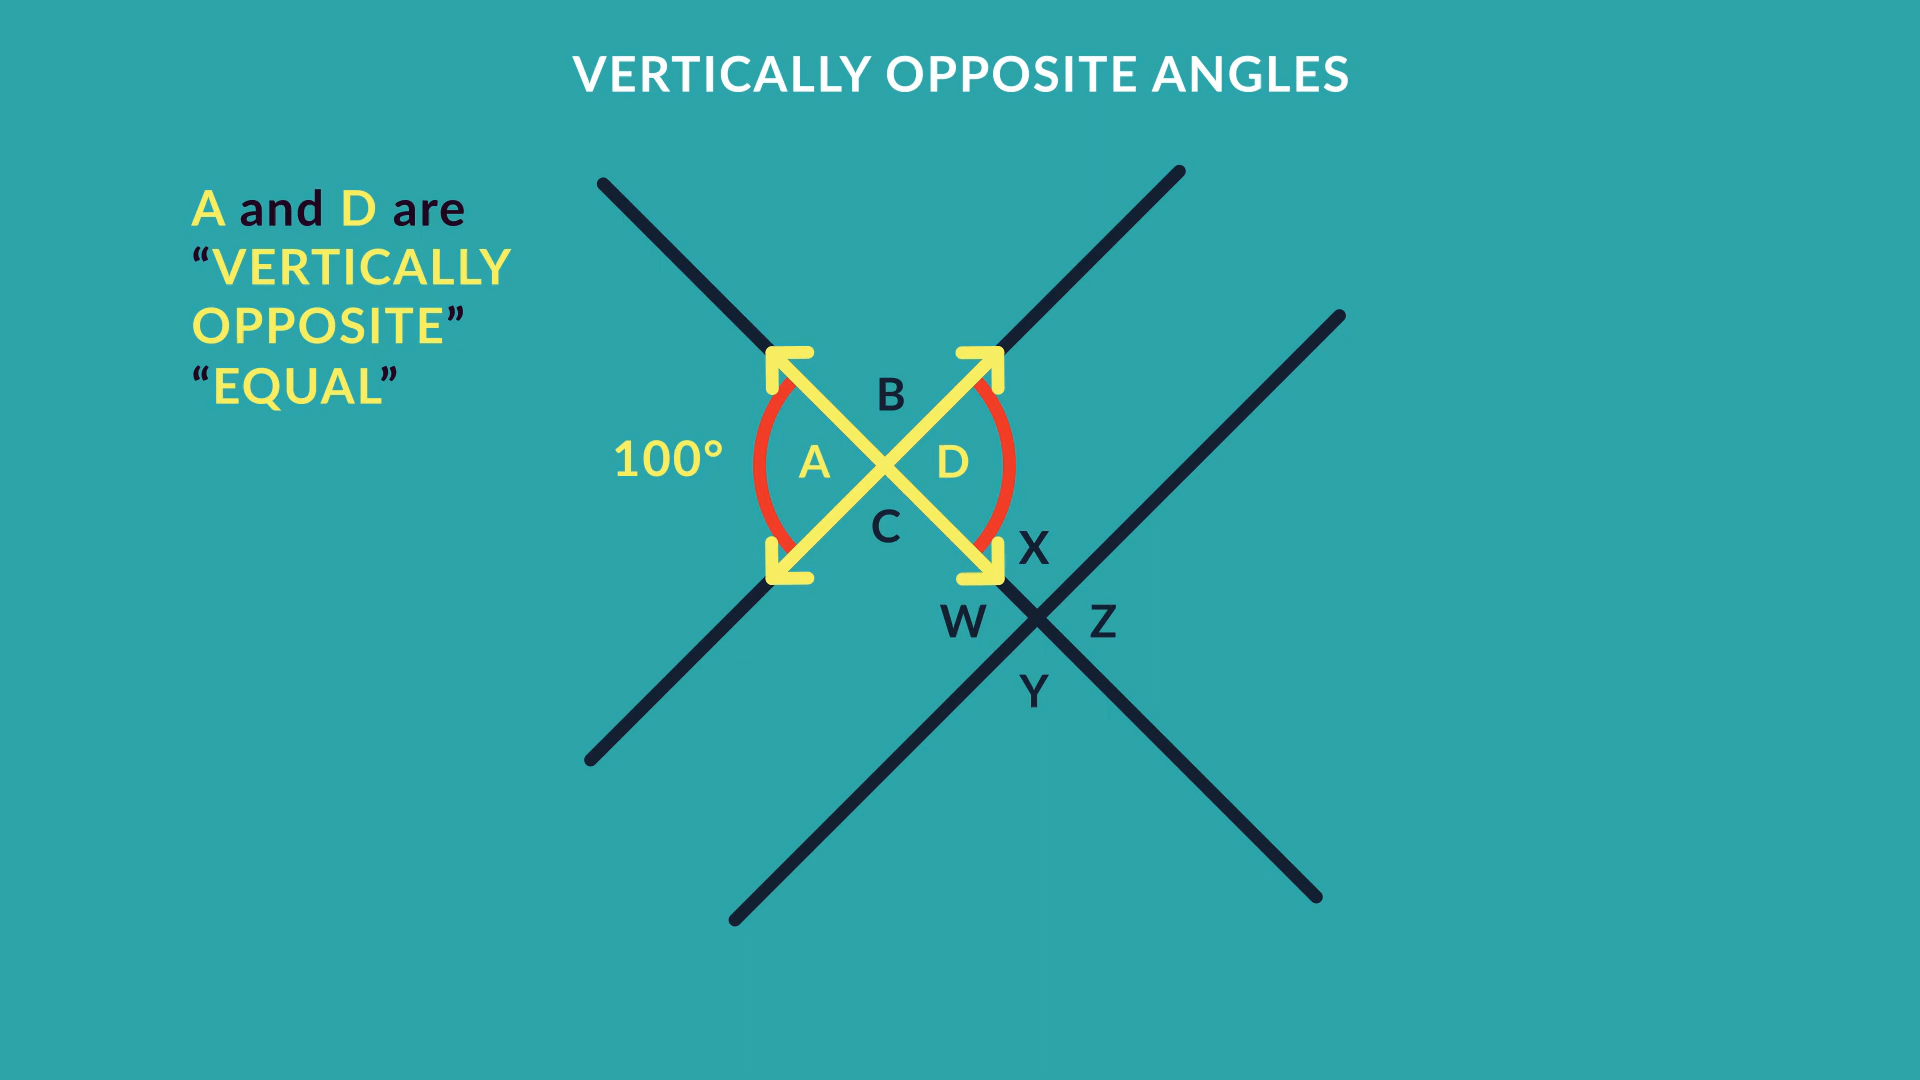 VERTICALLY OPPOSITE ANGLES
A and D are
“VERTICALLY
OPPOSITE”
“EQUAL”
B
100°
A
D
C
X
W
Z
Y